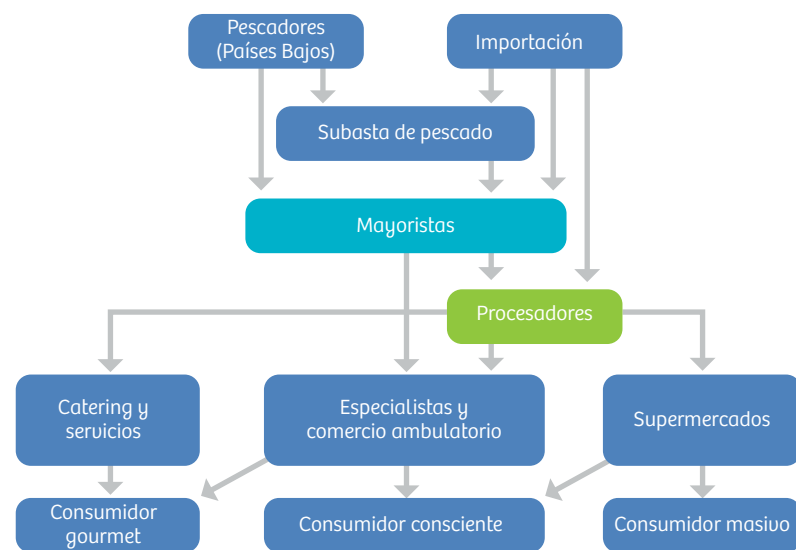 Pescadores
(Países Bajos)
Importación
Subasta de pescado
Mayoristas
Procesadores
Catering y
servicios
Especialistas y
comercio ambulatorio
Supermercados
Consumidor
gourmet
Consumidor consciente
Consumidor masivo